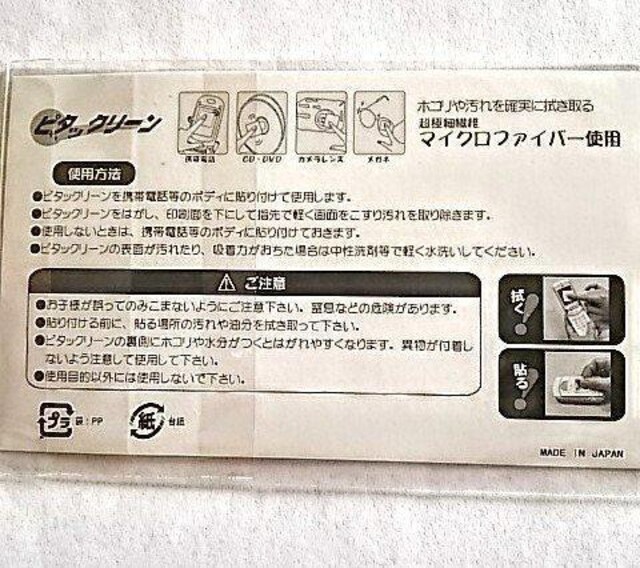 ピタックリーン
携帯電話
CD・DVD
カメラレンズ
メガネ
ホコリや汚れを確実に拭き取る
超極細繊維
マイクロファイバー使用
使用方法
●ピタックリーンを携帯電話等のボディに貼り付けて使用します。
●ピタックリーンをはがし、印刷面を下にして指先で軽く画面をこすり汚れを取り除きます。
●使用しないときは、携帯電話等のボディに貼り付けておきます。
●ピタックリーンの表面が汚れたり、吸着力がおちた場合は中性洗剤等で軽く水洗いしてください。
ご注意
●お子様が誤ってのみこまないようにご注意下さい。窒息などの危険があります。
●貼り付ける前に、貼る場所の汚れや油分を拭き取って下さい。
●ピタックリーンの裏側にホコリや水分がつくとはがれやすくなります。異物が付着し
ないよう注意して使用して下さい。
●使用目的以外には使用しないで下さい。
拭く!
貼る!
プラ 袋:PP
紙 台紙
MADE IN JAPAN